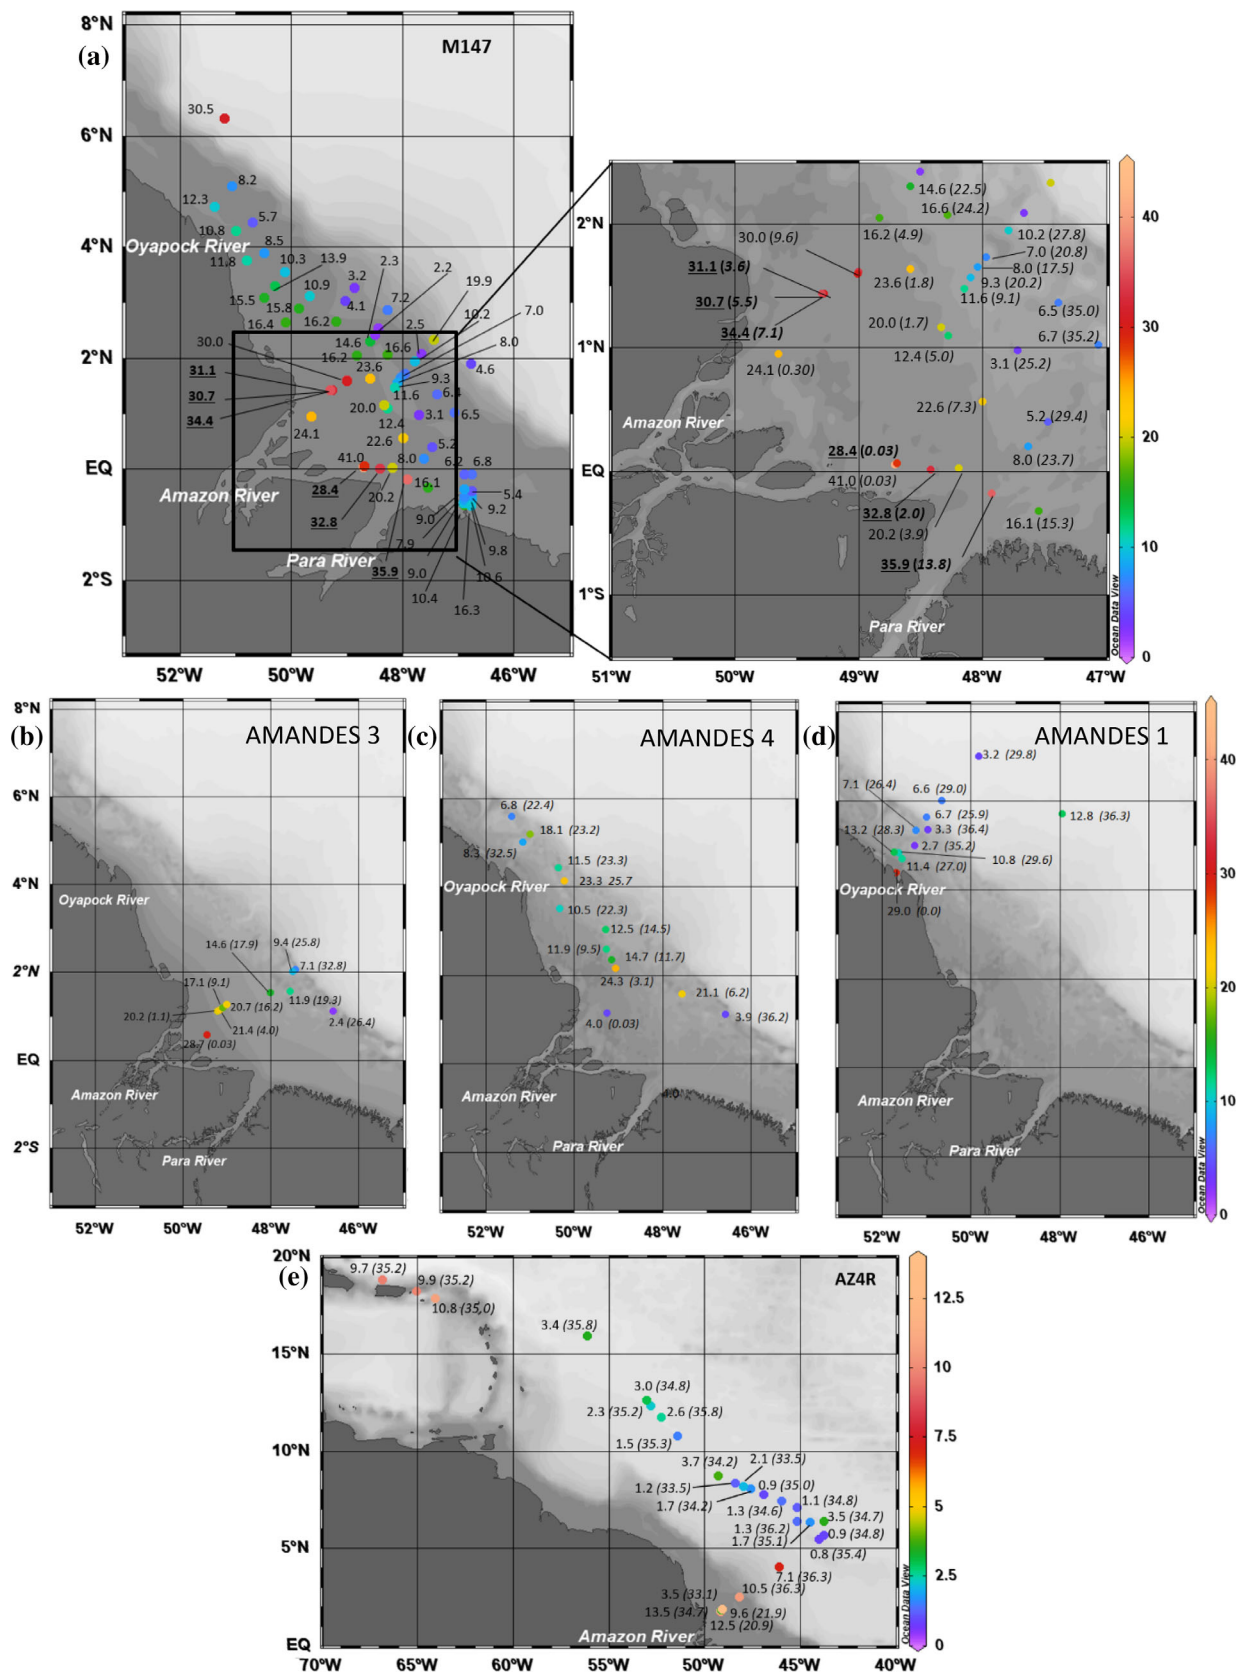 (a)
M147
8°N
6°N
4°N
2°N
EQ
2°S
52°W
50°W
48°W
46°W
30.5
8.2
12.3
5.7
10.8
Oyapock River
8.5
11.8
10.3
13.9
2.3
2.2
3.2
19.9
10.9
15.5
4.1
7.2
10.2
7.0
15.8
2.5
16.4
16.2
14.6
16.6
8.0
30.0
16.2
4.6
31.1
23.6
9.3
30.7
11.6
6.4
34.4
20.0
3.1
6.5
12.4
24.1
22.6
5.2
41.0
8.0
6.2
6.8
Amazon River
28.4
20.2
16.1
5.4
32.8
9.0
9.2
7.9
Para River
9.8
35.9
9.0
10.6
10.4
16.3
2°N
1°N
EQ
1°S
51°W
50°W
49°W
48°W
47°W
14.6 (22.5)
16.6 (24.2)
30.0 (9.6)
16.2 (4.9)
10.2 (27.8)
7.0 (20.8)
31.1 (3.6)
8.0 (17.5)
23.6 (1.8)
9.3 (20.2)
11.6 (9.1)
30.7 (5.5)
6.5 (35.0)
34.4 (7.1)
20.0 (1.7)
6.7 (35.2)
12.4 (5.0)
24.1 (0.30)
3.1 (25.2)
22.6 (7.3)
5.2 (29.4)
Amazon River
28.4 (0.03)
8.0 (23.7)
41.0 (0.03)
32.8 (2.0)
20.2 (3.9)
16.1 (15.3)
35.9 (13.8)
Para River
40
30
20
10
0
Ocean Data View
(b)
AMANDES 3
8°N
6°N
4°N
2°N
EQ
2°S
52°W
50°W
48°W
46°W
Oyapock River
14.6 (17.9)
9.4 (25.8)
7.1 (32.8)
17.1 (9.1)
20.7 (16.2)
11.9 (19.3)
20.2 (1.1)
21.4 (4.0)
2.4 (26.4)
28.7 (0.03)
Amazon River
Para River
(c)
AMANDES 4
52°W
50°W
48°W
46°W
6.8 (22.4)
18.1 (23.2)
8.3 (32.5)
11.5 (23.3)
Oyapock River
23.3 25.7
10.5 (22.3)
12.5 (14.5)
11.9 (9.5)
14.7 (11.7)
24.3 (3.1)
21.1 (6.2)
4.0 (0.03)
3.9 (36.2)
Amazon River
Para River
(d)
AMANDES 1
52°W
50°W
48°W
46°W
3.2 (29.8)
7.1 (26.4)
6.6 (29.0)
6.7 (25.9)
12.8 (36.3)
13.2 (28.3)
3.3 (36.4)
2.7 (35.2)
10.8 (29.6)
11.4 (27.0)
Oyapock River
29.0 (0.0)
Amazon River
Para River
40
30
20
10
0
Ocean Data View
(e)
AZ4R
20°N
15°N
10°N
5°N
EQ
70°W
65°W
60°W
55°W
50°W
45°W
40°W
9.7 (35.2)
9.9 (35.2)
10.8 (35.0)
3.4 (35.8)
3.0 (34.8)
2.3 (35.2)
2.6 (35.8)
1.5 (35.3)
3.7 (34.2)
2.1 (33.5)
1.2 (33.5)
0.9 (35.0)
1.7 (34.2)
1.3 (34.6)
1.1 (34.8)
3.5 (34.7)
1.3 (36.2)
0.9 (34.8)
1.7 (35.1)
0.8 (35.4)
7.1 (36.3)
3.5 (33.1)
10.5 (36.3)
13.5 (34.7)
9.6 (21.9)
12.5 (20.9)
Amazon River
12.5
10
7.5
5
2.5
0
Ocean Data View